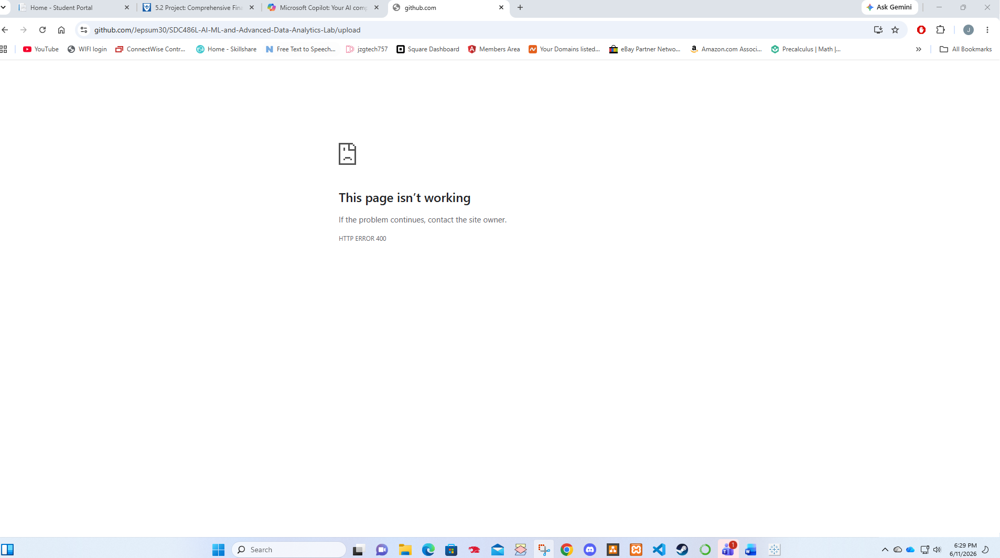 Home - Student Portal
5.2 Project: Comprehensive Fina
Microsoft Copilot: Your AI comp
github.com
Ask Gemini
github.com/Jepsum30/SDC486L-AI-ML-and-Advanced-Data-Analytics-Lab/upload
J
YouTube
WIFI login
ConnectWise Contr...
Home - Skillshare
Free Text to Speech...
jzgtech757
Square Dashboard
Members Area
Your Domains listed...
eBay Partner Netwo...
Amazon.com Associ...
Precalculus | Math |...
All Bookmarks
This page isn’t working
If the problem continues, contact the site owner.
HTTP ERROR 400
Search
1
6:29 PM
6/11/2026